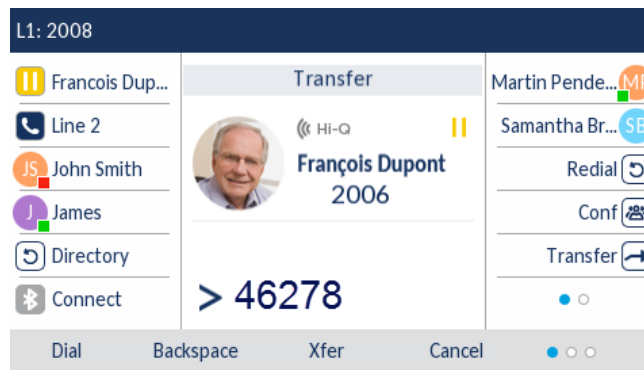 L1: 2008
Francois Dup...
Line 2
JS John Smith
J James
Directory
Connect
Transfer
Hi-Q
François Dupont
2006
> 46278
Martin Pende... MP
Samantha Br... SB
Redial
Conf
Transfer
Dial Backspace Xfer Cancel